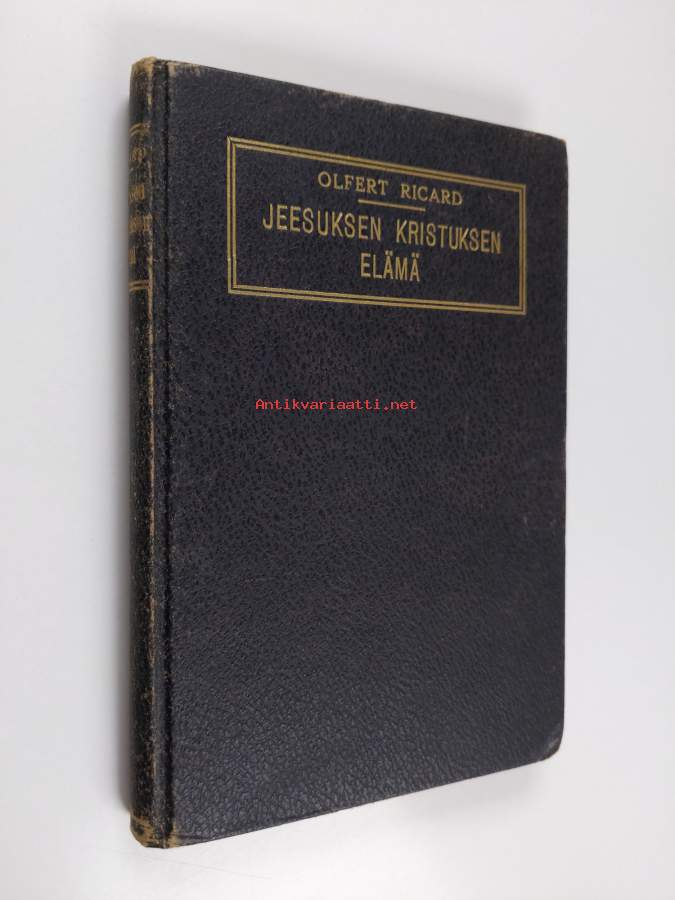 OLFERT RICARD
JEESUKSEN KRISTUKSEN
ELÄMÄ
Antikvariaatti.net